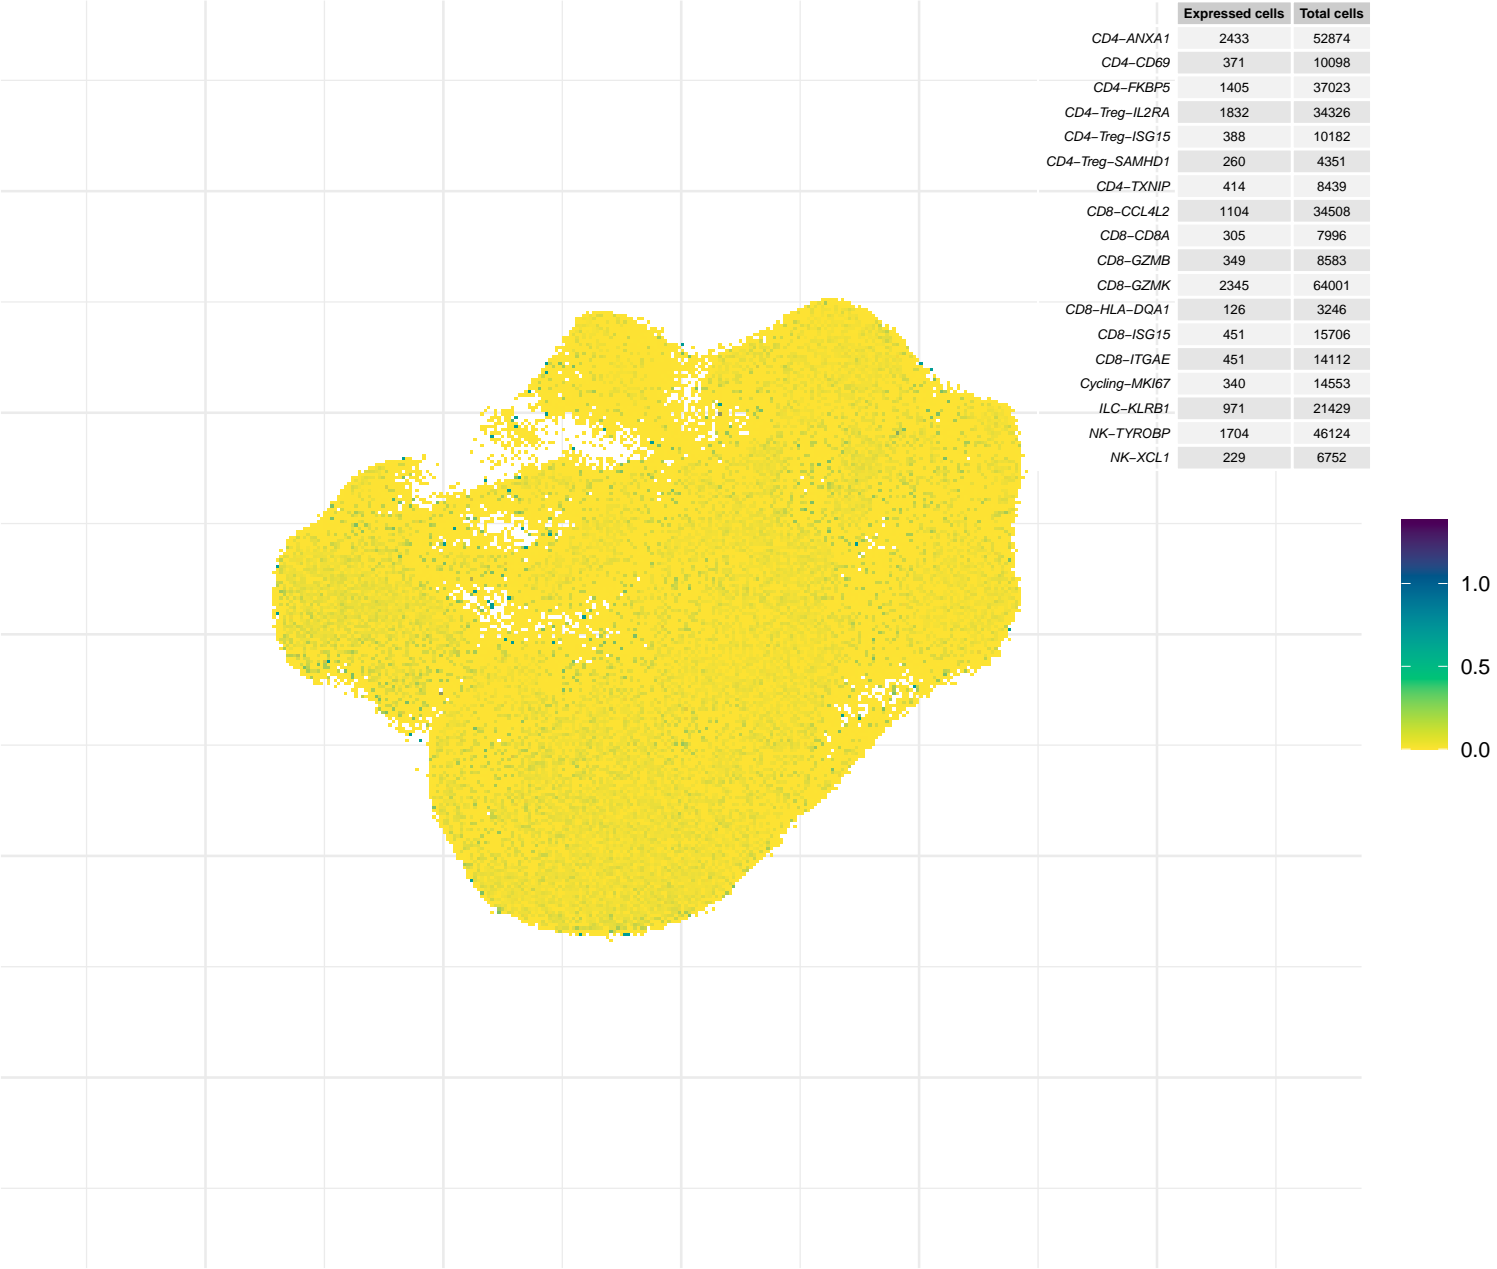 Expressed cells Total cells
CD4−ANXA1 2433 52874
CD4−CD69 371 10098
CD4−FKBP5 1405 37023
CD4−Treg−IL2RA 1832 34326
CD4−Treg−ISG15 388 10182
CD4−Treg−SAMHD1 260 4351
CD4−TXNIP 414 8439
CD8−CCL4L2 1104 34508
CD8−CD8A 305 7996
CD8−GZMB 349 8583
CD8−GZMK 2345 64001
CD8−HLA−DQA1 126 3246
CD8−ISG15 451 15706
CD8−ITGAE 451 14112
Cycling−MKI67 340 14553
ILC−KLRB1 971 21429
NK−TYROBP 1704 46124
NK−XCL1 229 6752
1.0
0.5
0.0